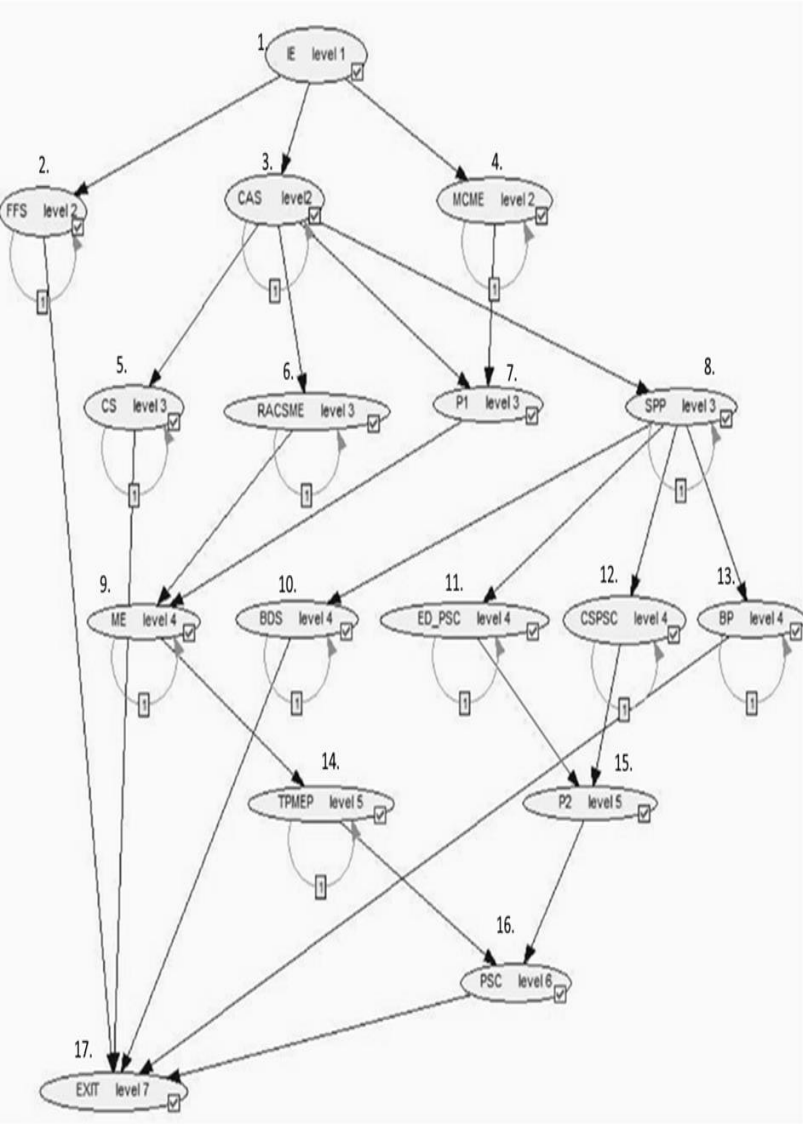 1.
IE level 1
2.
3.
4.
FFS level 2
CAS level2
MCME level 2
1
1
1
5.
6.
7.
8.
CS level 3
RACSME level 3
P1 level 3
SPP level 3
1
1
1
9.
10.
11.
12.
13.
ME level 4
BDS level 4
ED_PSC level 4
CSPSC level 4
BP level 4
1
1
1
1
1
14.
15.
TPMEP level 5
P2 level 5
1
16.
PSC level 6
17.
EXIT level 7